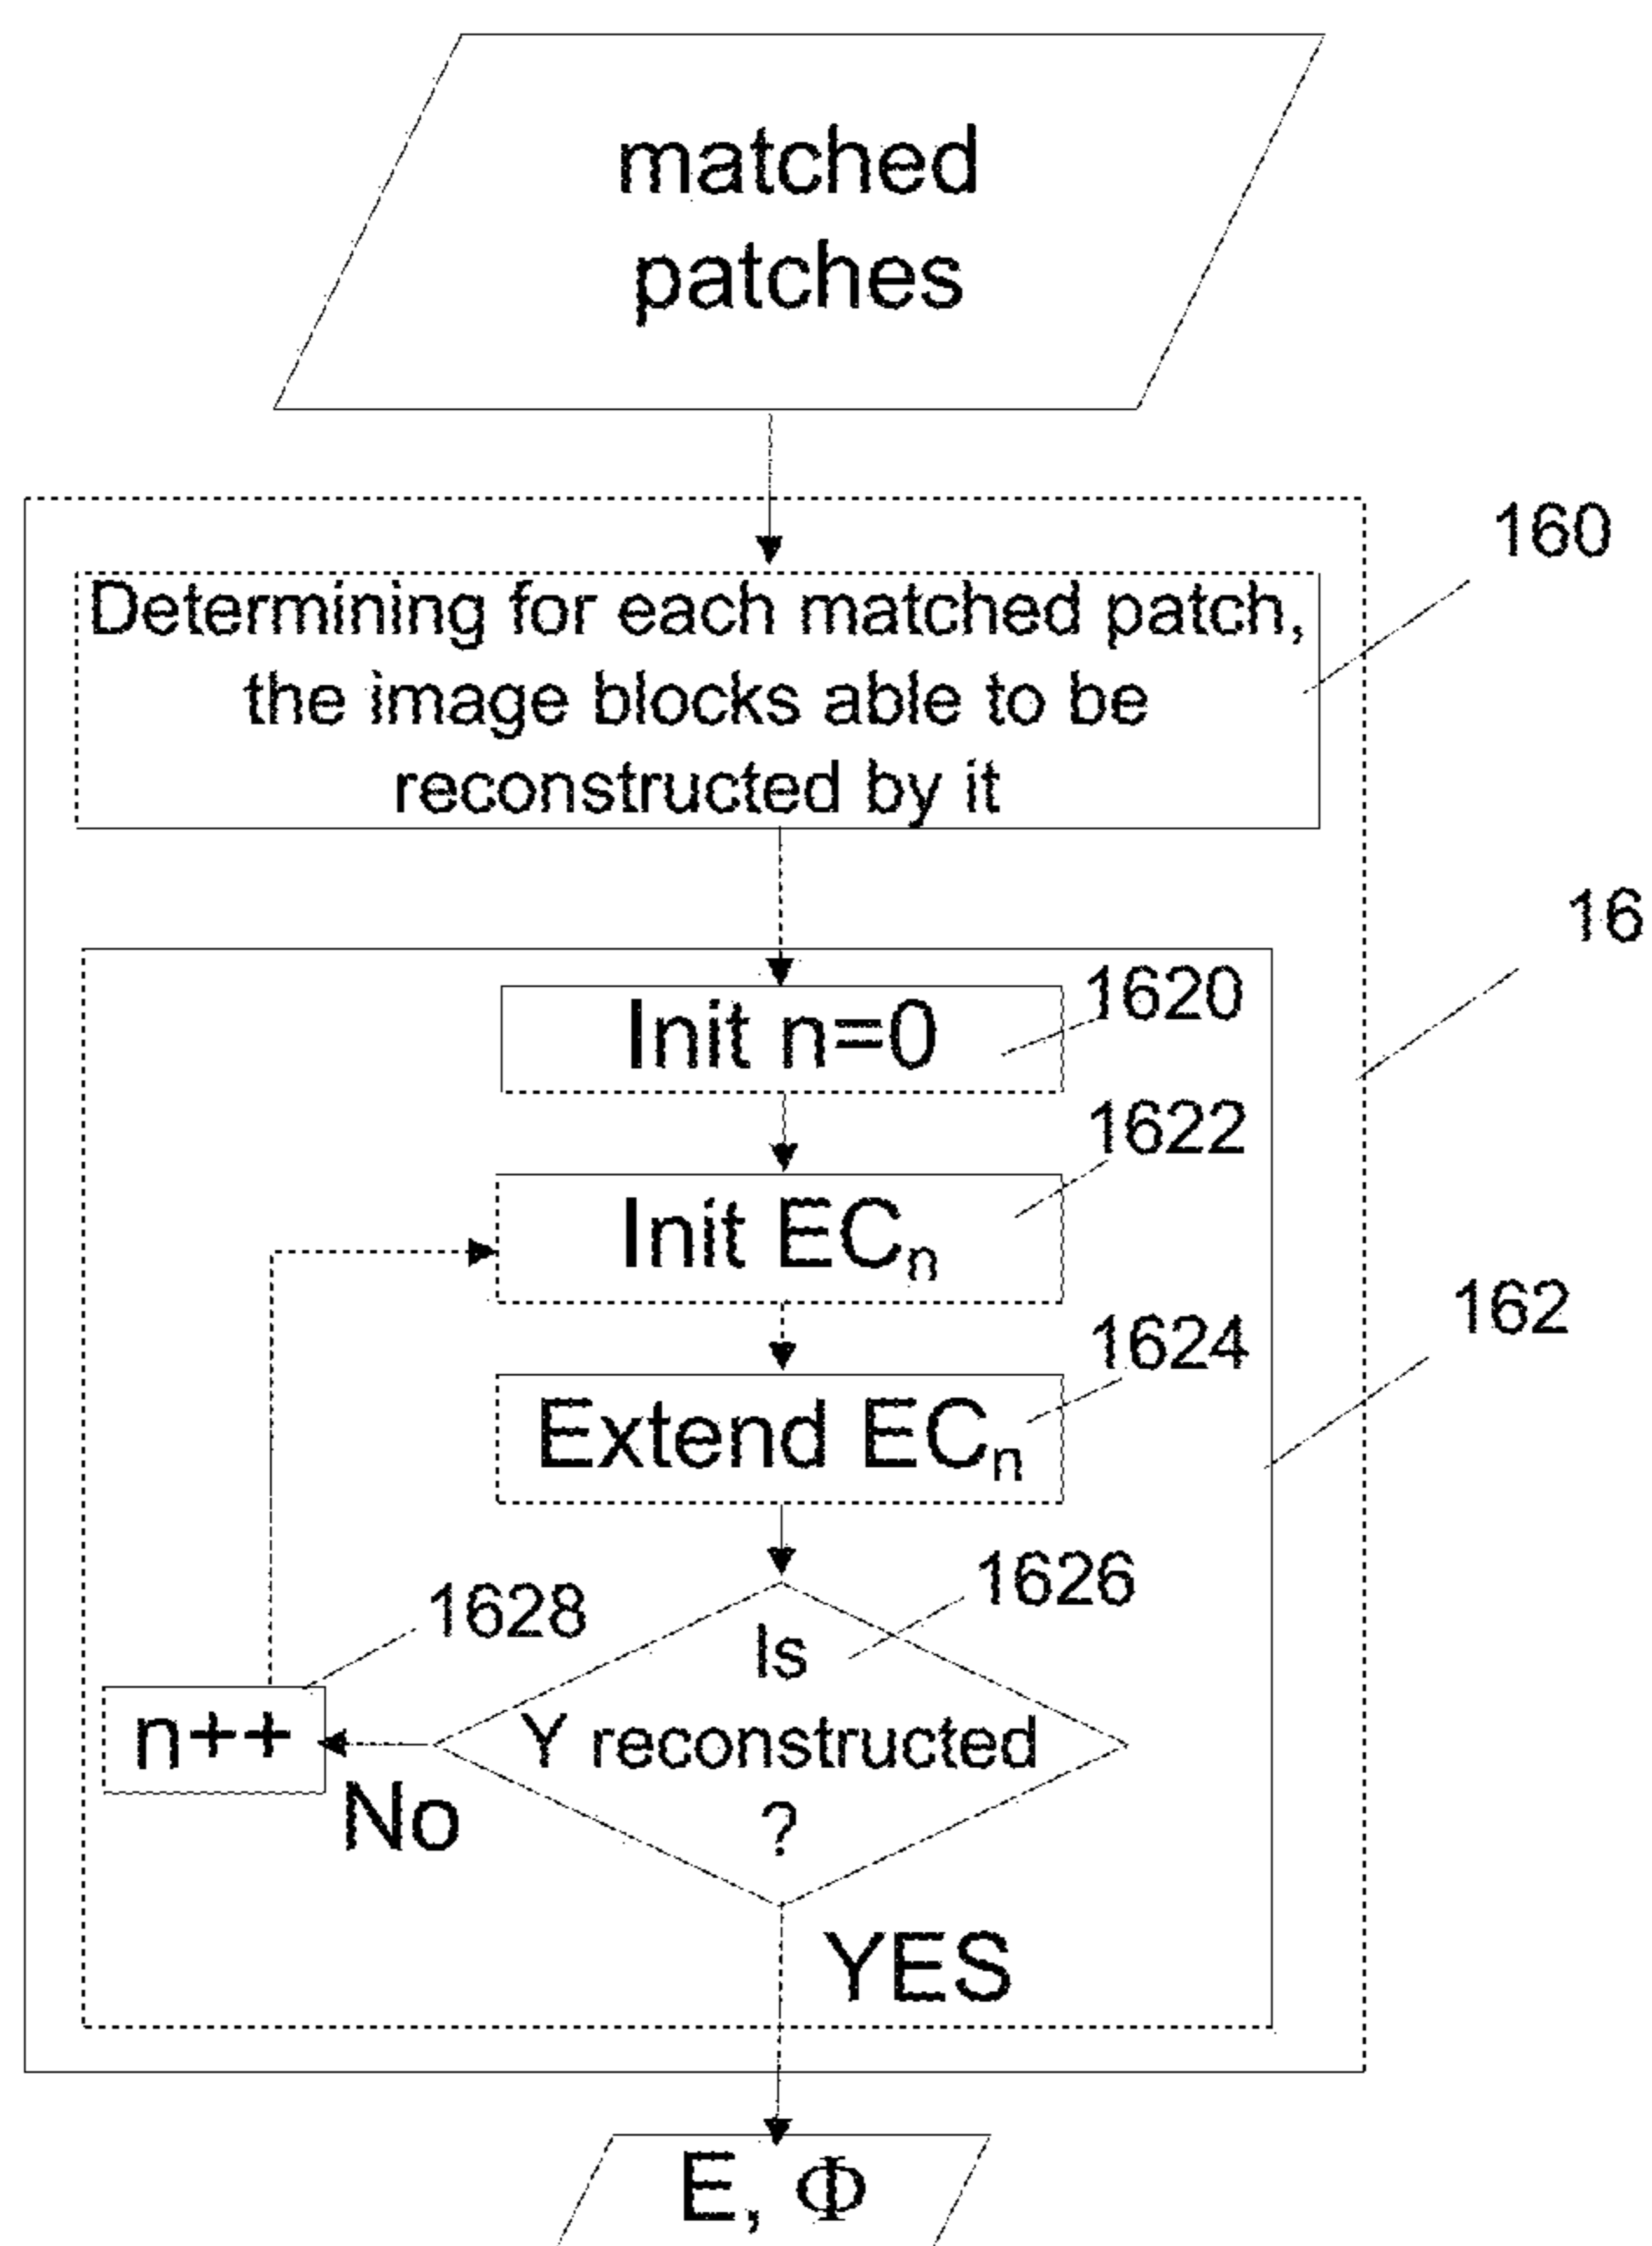 matched
patches
160
Determining for each matched patch,
the image blocks able to be
reconstructed by it
16
1620
Init n=0
1622
Init ECn
162
1624
Extend ECn
1626
1628
Is
Y reconstructed
?
n++
No
YES
E, Φ